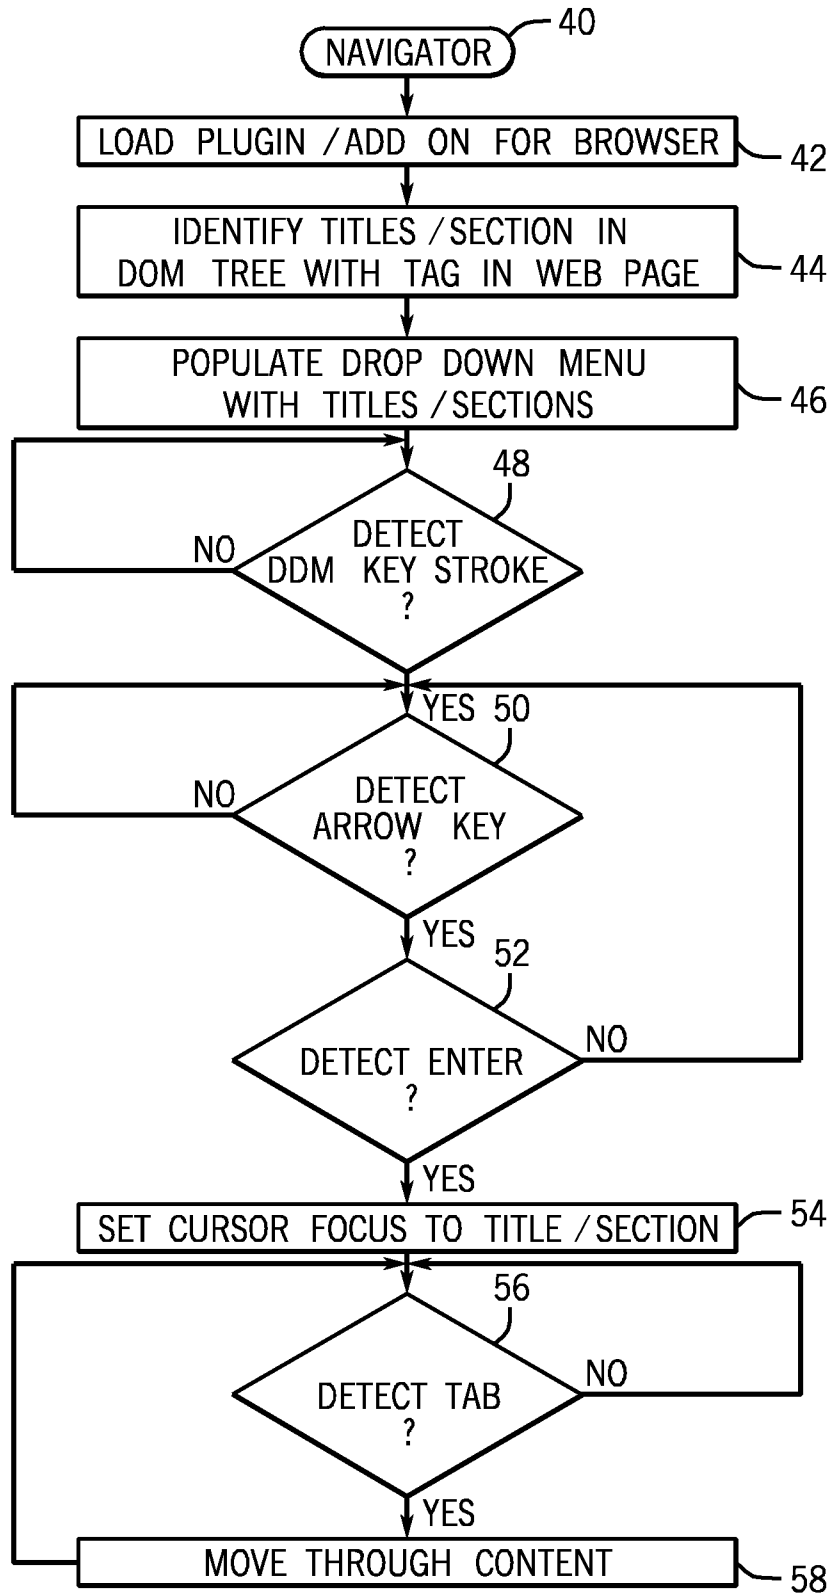 NAVIGATOR
40
LOAD PLUGIN / ADD ON FOR BROWSER
42
IDENTIFY TITLES / SECTION IN
DOM TREE WITH TAG IN WEB PAGE
44
POPULATE DROP DOWN MENU
WITH TITLES / SECTIONS
46
48
DETECT
DDM KEY STROKE
?
NO
YES
50
DETECT
ARROW KEY
?
NO
YES
52
DETECT ENTER
?
NO
YES
SET CURSOR FOCUS TO TITLE / SECTION
54
56
DETECT TAB
?
NO
YES
MOVE THROUGH CONTENT
58